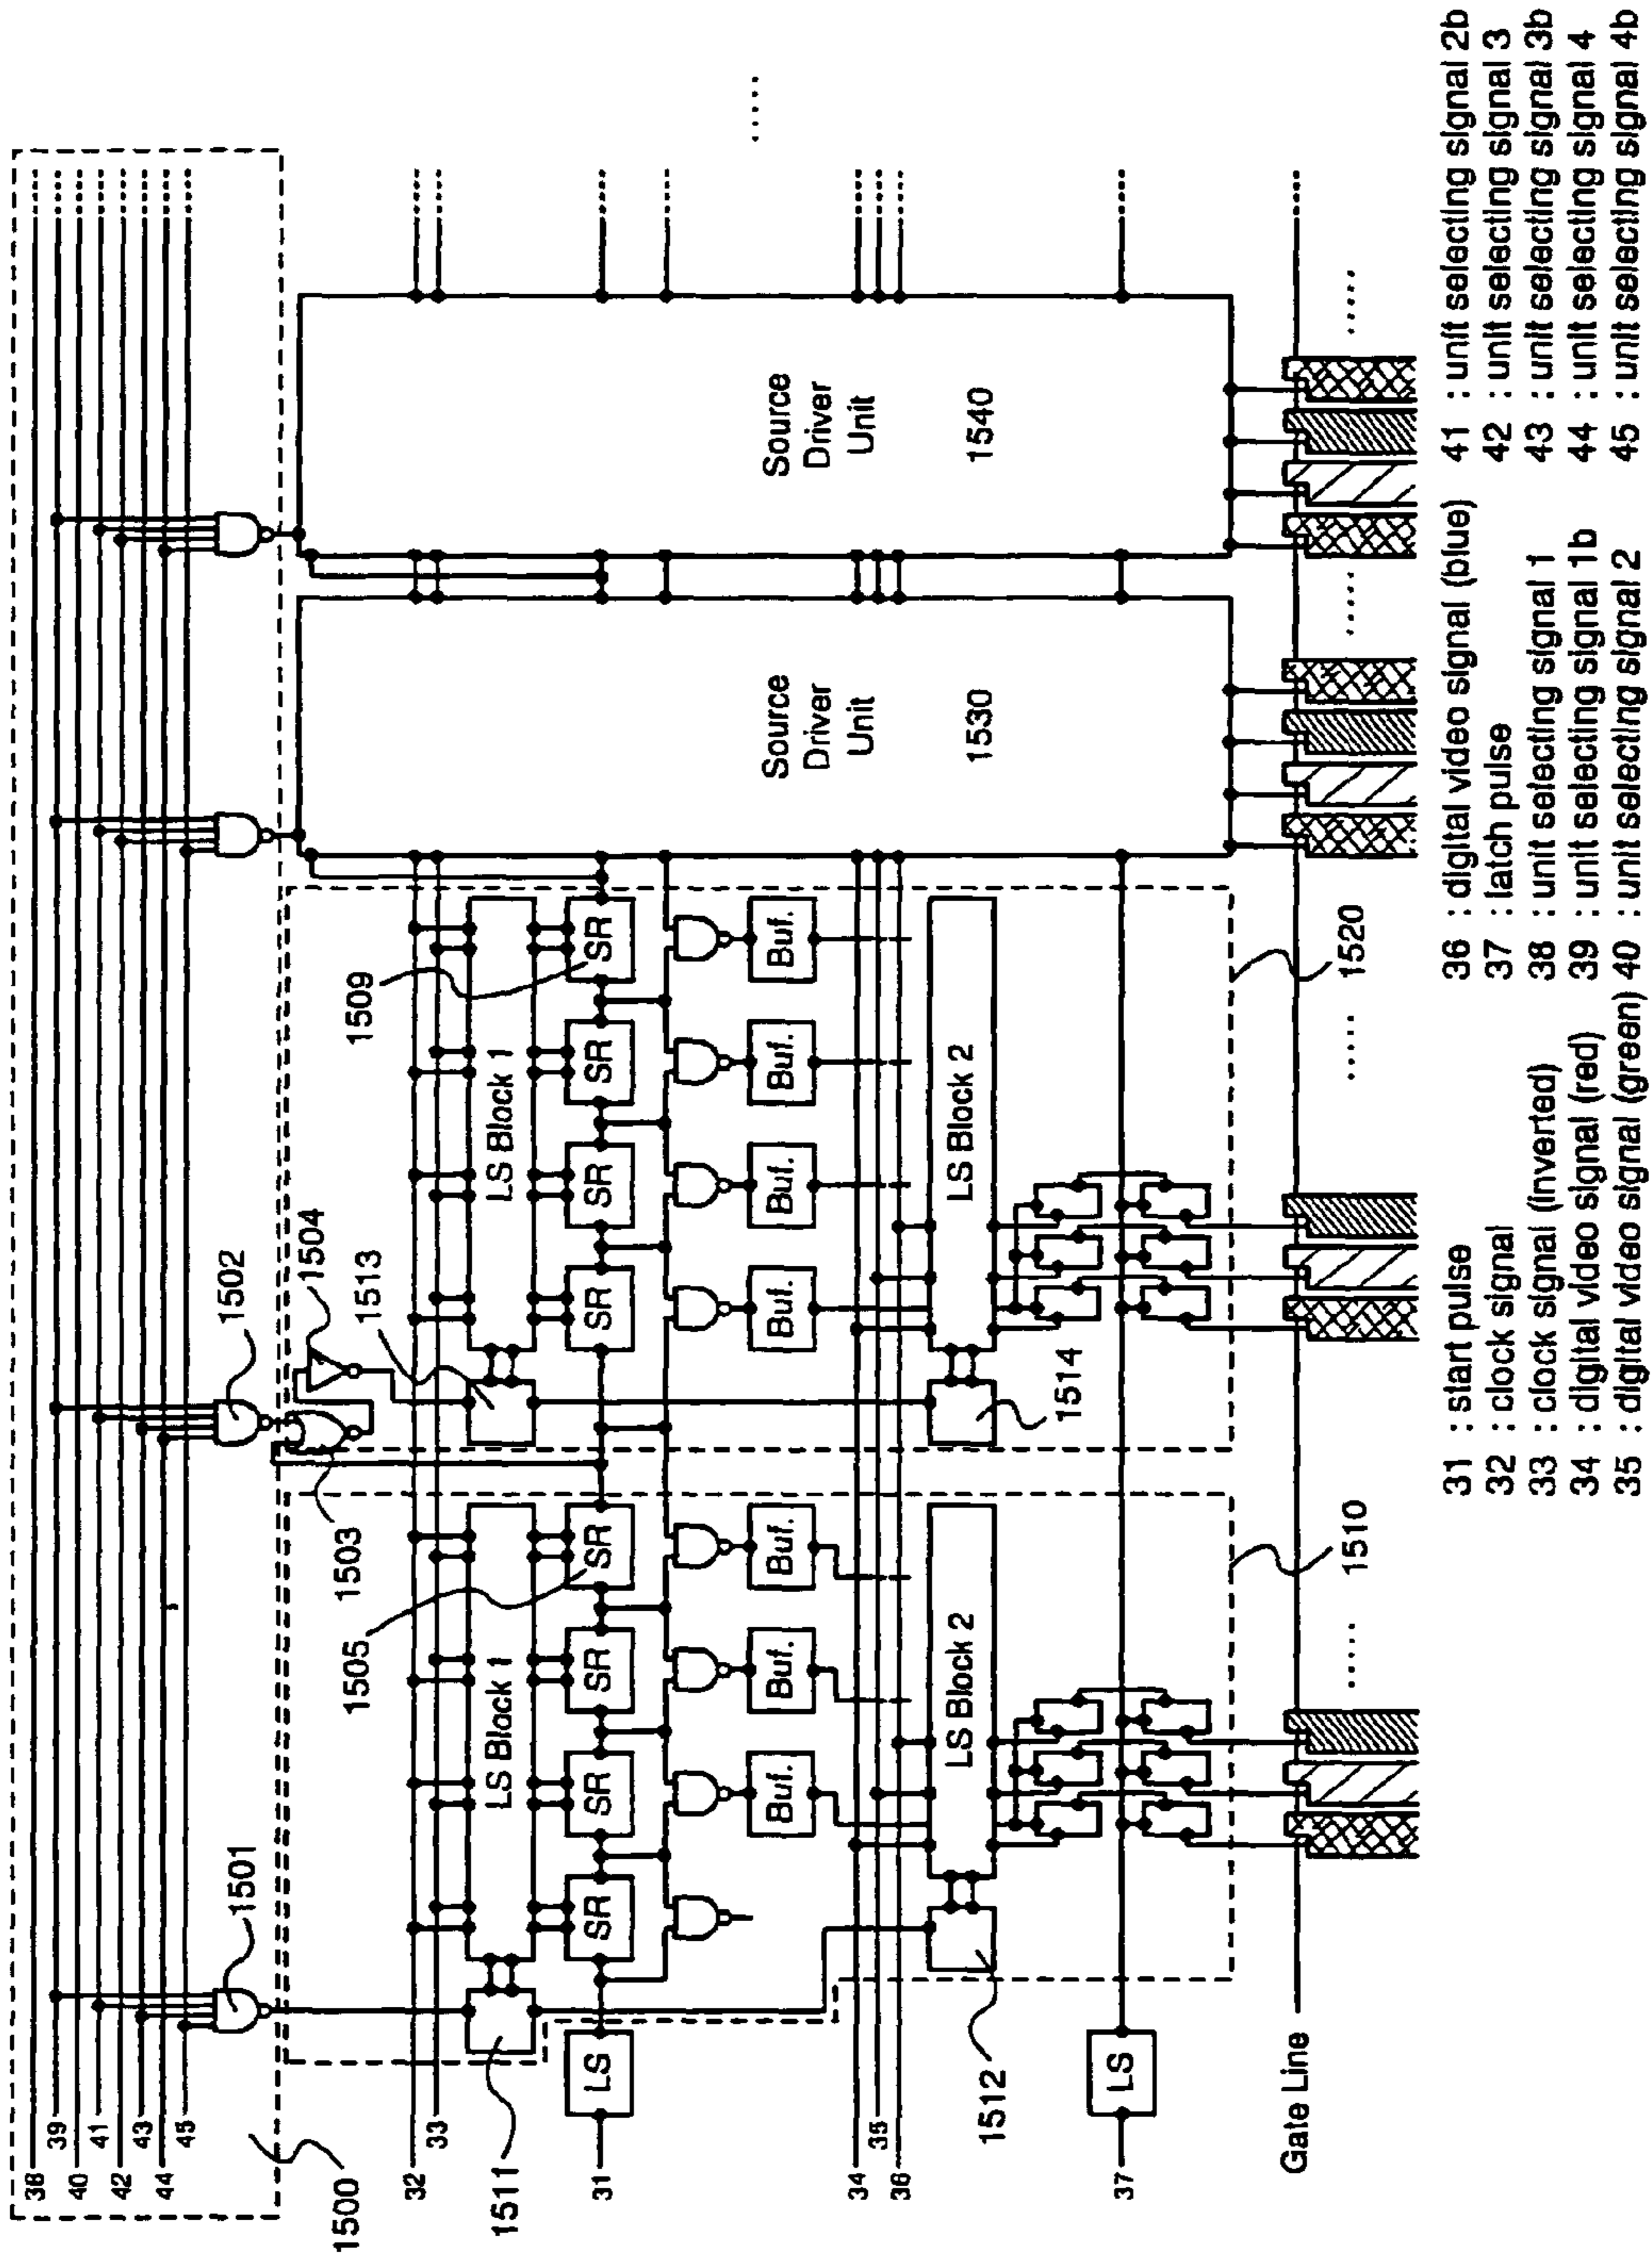 38
39
40
41
42
43
44
45
1500
1501
1502
1503
1504
32
33
1511
LS Block 1
1505
1513
LS Block 1
1509
31
LS
SR
SR
SR
SR
SR
SR
SR
SR
Buf.
Buf.
Buf.
Buf.
Buf.
Buf.
Buf.
Source
Driver
Unit
1530
Source
Driver
Unit
1540
.....
34
35
36
1512
LS Block 2
1514
LS Block 2
37
LS
1510
1520
Gate Line
.....
.....
.....
.....
31 : start pulse
32 : clock signal
33 : clock signal (inverted)
34 : digital video signal (red)
35 : digital video signal (green)
36 : digital video signal (blue)
37 : latch pulse
38 : unit selecting signal 1
39 : unit selecting signal 1b
40 : unit selecting signal 2
41 : unit selecting signal 2b
42 : unit selecting signal 3
43 : unit selecting signal 3b
44 : unit selecting signal 4
45 : unit selecting signal 4b